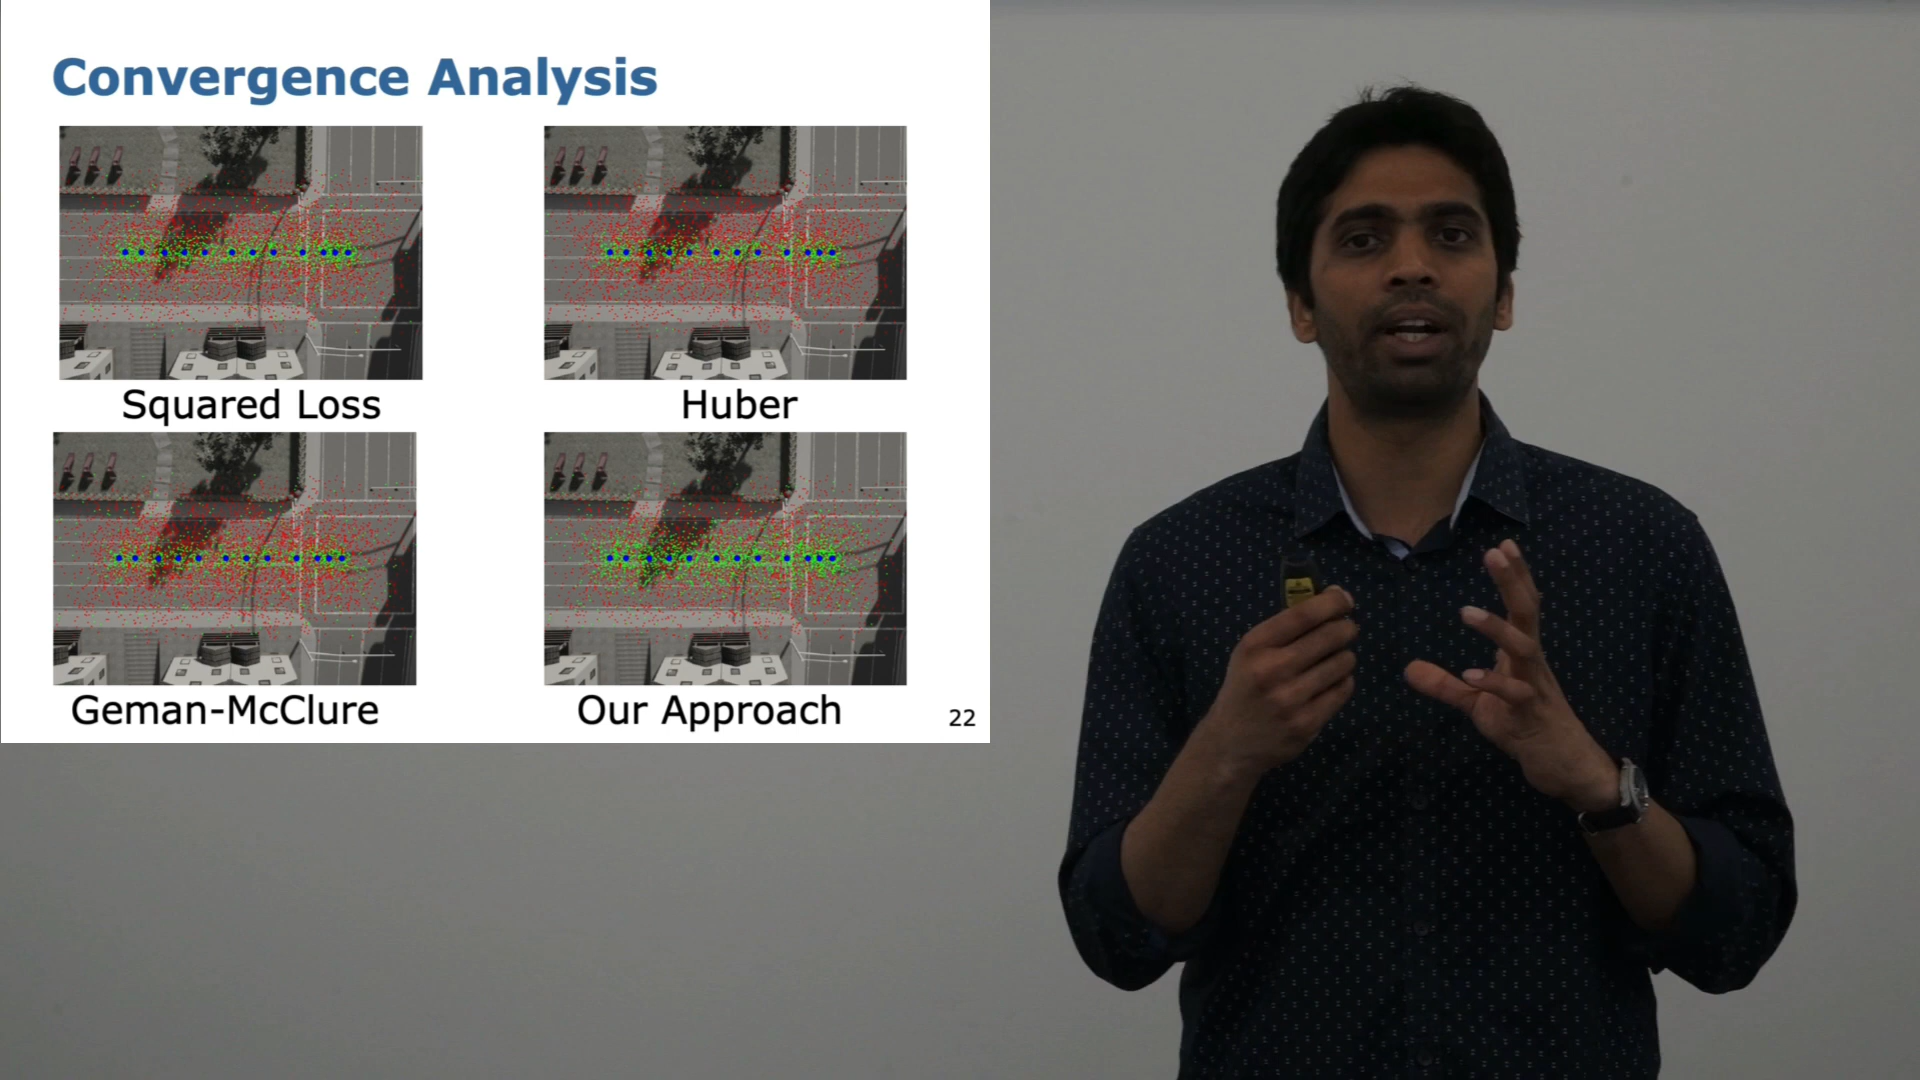 Convergence Analysis
Squared Loss
Huber
Geman-McClure
Our Approach
22